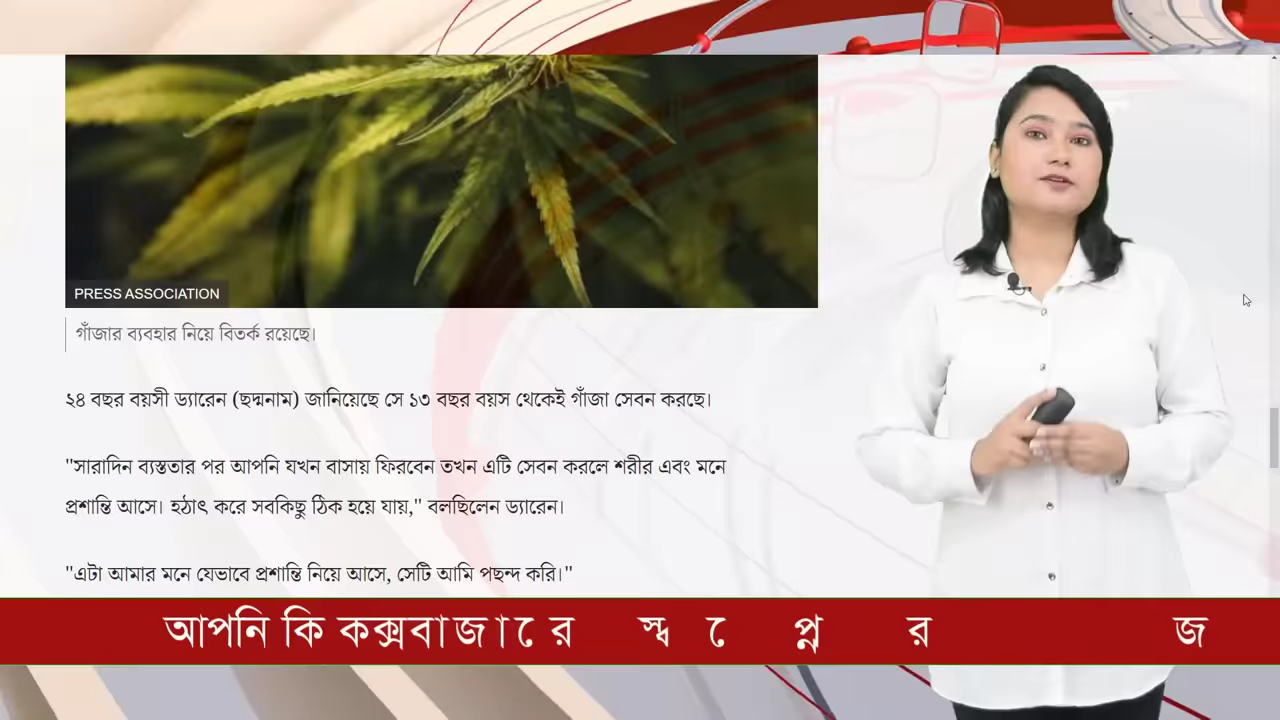 PRESS ASSOCIATION
গাঁজার ব্যবহার নিয়ে বিতর্ক রয়েছে।
২৪ বছর বয়সী ড্যারেন (ছদ্মনাম) জানিয়েছে সে ১৩ বছর বয়স থেকেই গাঁজা সেবন করছে।
"সারাদিন ব্যস্ততার পর আপনি যখন বাসায় ফিরবেন তখন এটি সেবন করলে শরীর এবং মনে
প্রশান্তি আসে। হঠাৎ করে সবকিছু ঠিক হয়ে যায়," বলছিলেন ড্যারেন।
"এটা আমার মনে যেভাবে প্রশান্তি নিয়ে আসে, সেটি আমি পছন্দ করি।"
আপনি কি কক্সবাজারে স্বপ্নের জ